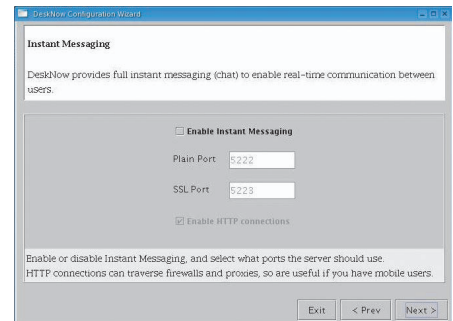 DeskNow Configuration Wizard
Instant Messaging
DeskNow provides full instant messaging (chat) to enable real-time communication between
users.
Enable Instant Messaging
Plain Port 5222
SSL Port 5223
Enable HTTP connections
Enable or disable Instant Messaging, and select what ports the server should use.
HTTP connections can traverse firewalls and proxies, so are useful if you have mobile users.
Exit < Prev Next >